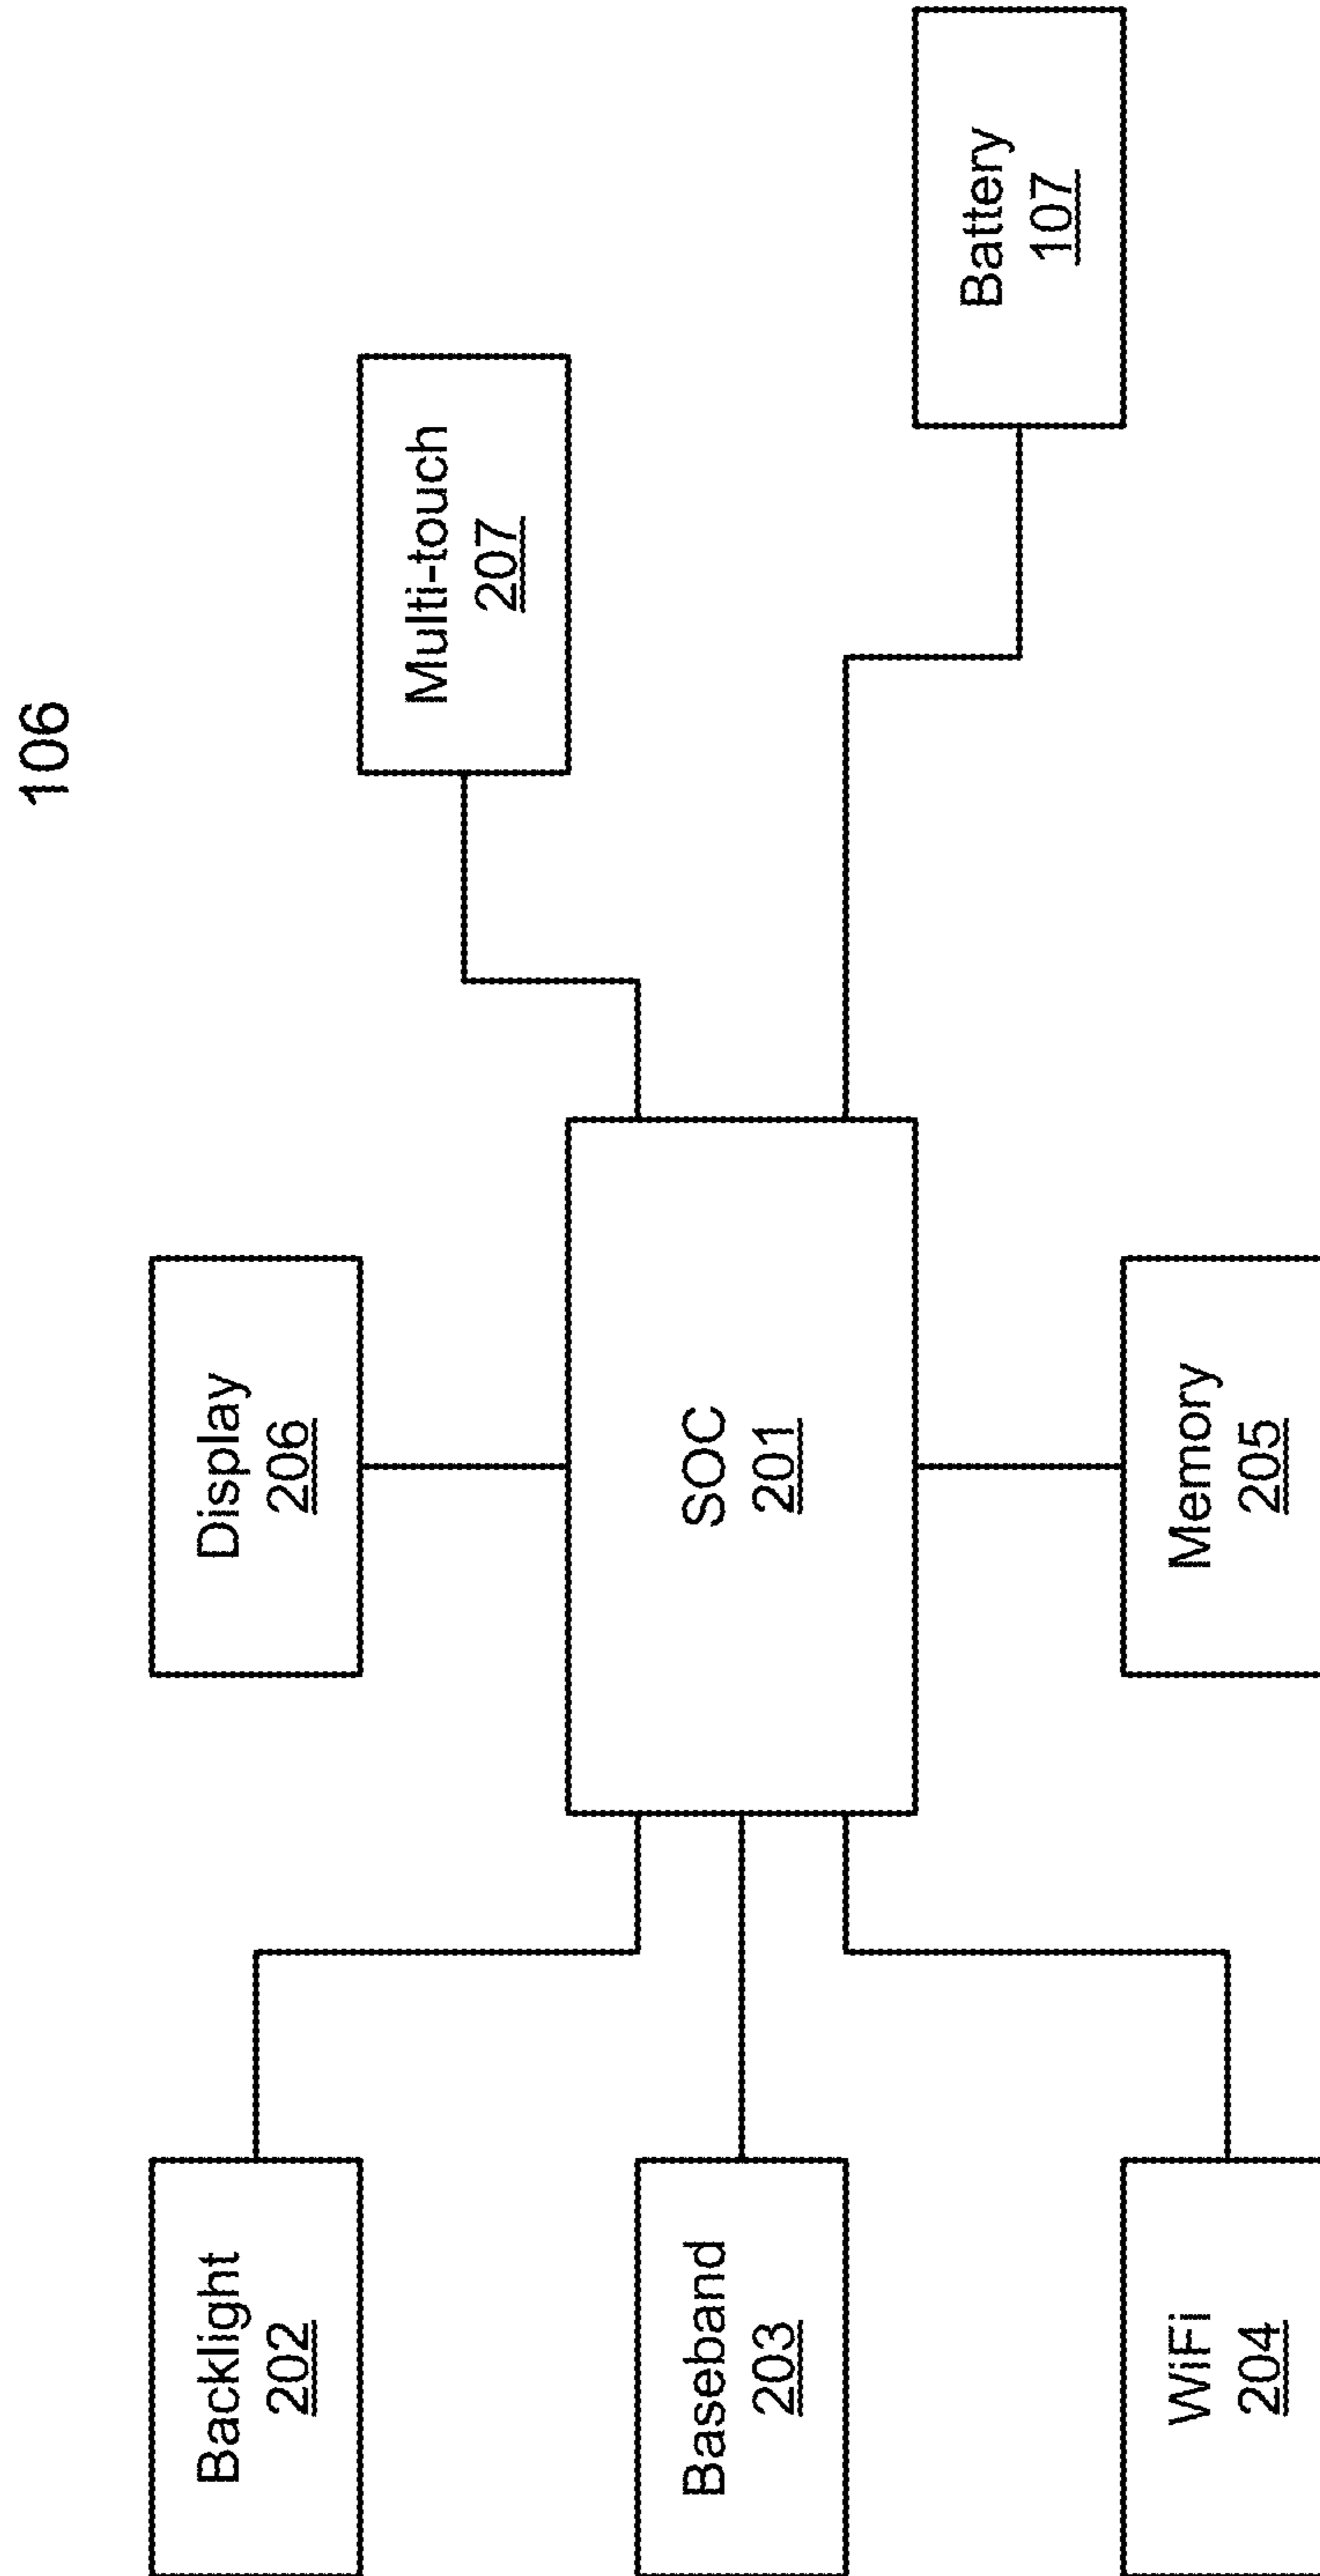 106
Backlight
202
Display
206
Multi-touch
207
Baseband
203
SOC
201
Battery
107
WiFi
204
Memory
205